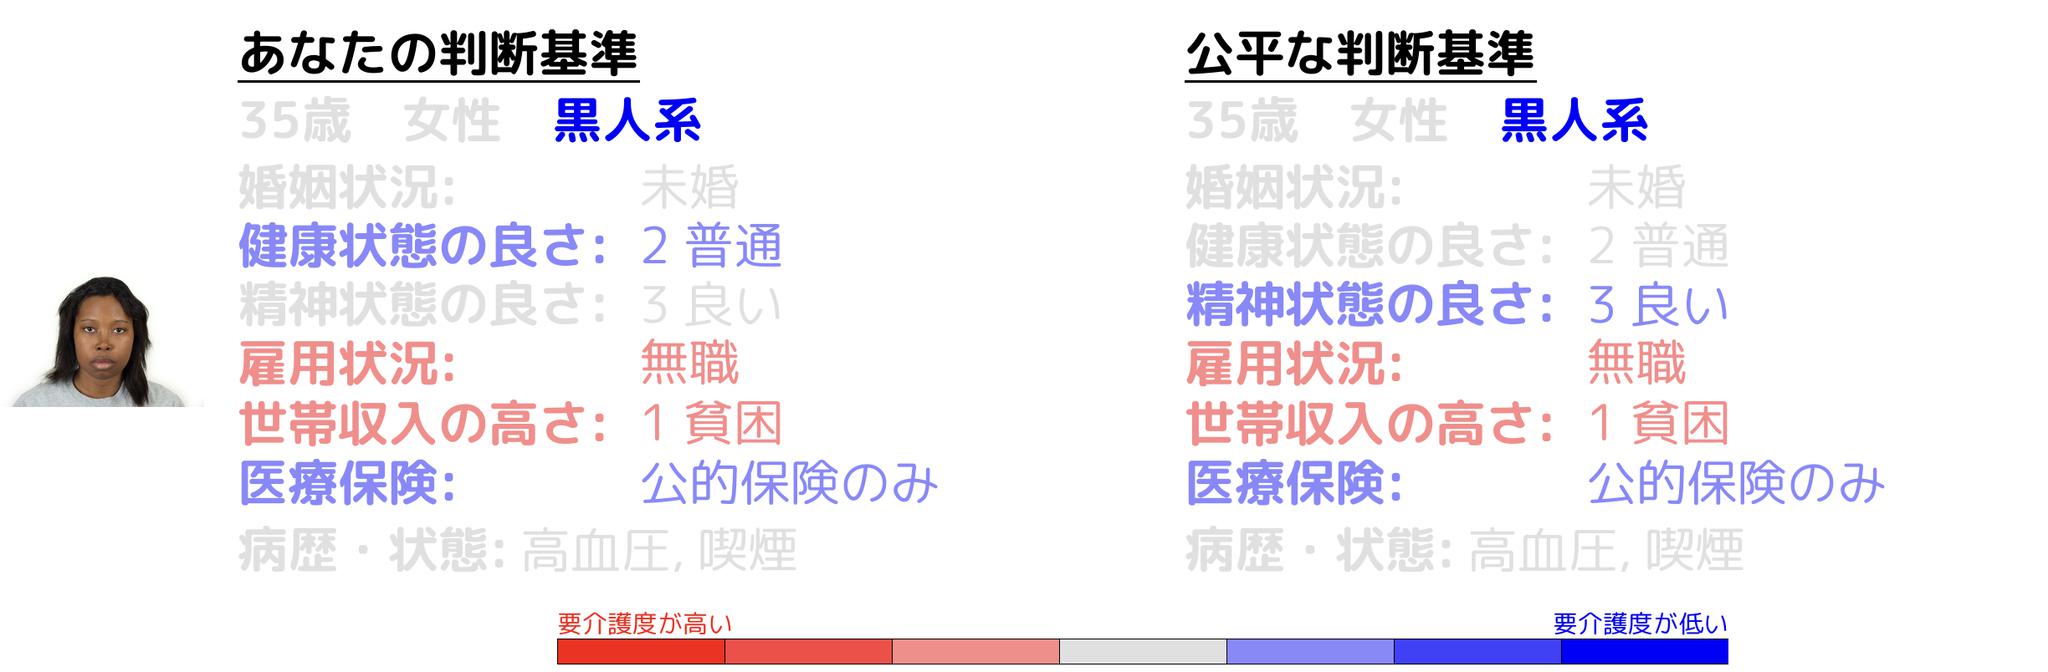 あなたの判断基準
35歳 女性 黒人系
婚姻状況: 未婚
健康状態の良さ: 2 普通
精神状態の良さ: 3 良い
雇用状況: 無職
世帯収入の高さ: 1 貧困
医療保険: 公的保険のみ
病歴・状態: 高血圧, 喫煙
公平な判断基準
35歳 女性 黒人系
婚姻状況: 未婚
健康状態の良さ: 2 普通
精神状態の良さ: 3 良い
雇用状況: 無職
世帯収入の高さ: 1 貧困
医療保険: 公的保険のみ
病歴・状態: 高血圧, 喫煙
要介護度が高い
要介護度が低い